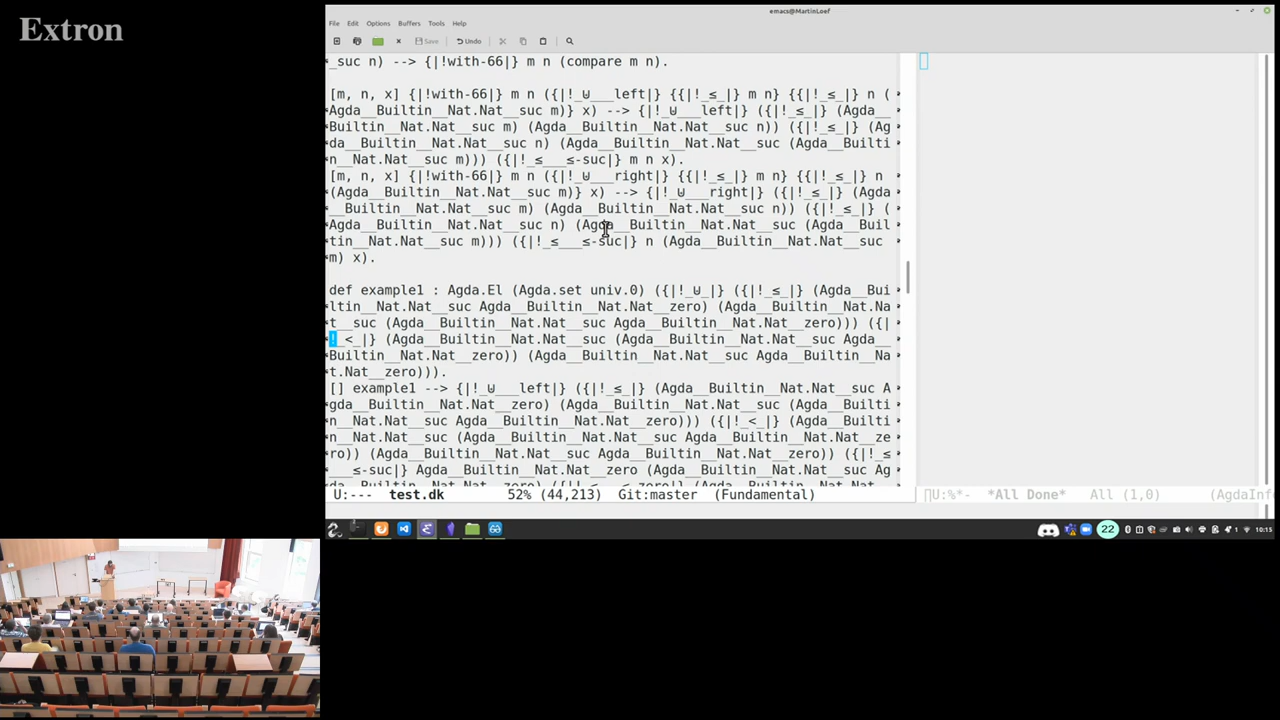 Extron
emacs@MartinLoef
File Edit Options Buffers Tools Help
Save Undo
_suc n) --> {|!with-66|} m n (compare m n).
[m, n, x] {|!with-66|} m n ({|!_⊎___left|} {{|!_≤_|} m n} {{|!_≤_|} n (
Agda__Builtin__Nat.Nat__suc m)} x) --> {|!_⊎___left|} ({|!_≤_|} (Agda__
Builtin__Nat.Nat__suc m) (Agda__Builtin__Nat.Nat__suc n)) ({|!_≤_|} (Ag
da__Builtin__Nat.Nat__suc n) (Agda__Builtin__Nat.Nat__suc (Agda__Builti
n__Nat.Nat__suc m))) ({|!_≤___≤-suc|} m n x).
[m, n, x] {|!with-66|} m n ({|!_⊎___right|} {{|!_≤_|} m n} {{|!_≤_|} n
(Agda__Builtin__Nat.Nat__suc m)} x) --> {|!_⊎___right|} ({|!_≤_|} (Agda
__Builtin__Nat.Nat__suc m) (Agda__Builtin__Nat.Nat__suc n)) ({|!_≤_|} (
Agda__Builtin__Nat.Nat__suc n) (Agda__Builtin__Nat.Nat__suc (Agda__Buil
tin__Nat.Nat__suc m))) ({|!_≤___≤-suc|} n (Agda__Builtin__Nat.Nat__suc
m) x).
def example1 : Agda.El (Agda.set univ.0) ({|!_⊎_|} ({|!_≤_|} (Agda__Bui
ltin__Nat.Nat__suc Agda__Builtin__Nat.Nat__zero) (Agda__Builtin__Nat.Na
t__suc (Agda__Builtin__Nat.Nat__suc Agda__Builtin__Nat.Nat__zero))) ({|
!_<_|} (Agda__Builtin__Nat.Nat__suc (Agda__Builtin__Nat.Nat__suc Agda__
Builtin__Nat.Nat__zero)) (Agda__Builtin__Nat.Nat__suc Agda__Builtin__Na
t.Nat__zero))).
[] example1 --> {|!_⊎___left|} ({|!_≤_|} (Agda__Builtin__Nat.Nat__suc A
gda__Builtin__Nat.Nat__zero) (Agda__Builtin__Nat.Nat__suc (Agda__Builti
n__Nat.Nat__suc Agda__Builtin__Nat.Nat__zero))) ({|!_<_|} (Agda__Builti
n__Nat.Nat__suc (Agda__Builtin__Nat.Nat__suc Agda__Builtin__Nat.Nat__ze
ro)) (Agda__Builtin__Nat.Nat__suc Agda__Builtin__Nat.Nat__zero)) ({|!_≤
___≤-suc|} Agda__Builtin__Nat.Nat__zero (Agda__Builtin__Nat.Nat__suc Ag
U:--- test.dk 52% (44,213) Git:master (Fundamental)
U:%*- *All Done* All (1,0) (AgdaInf
22
10:15